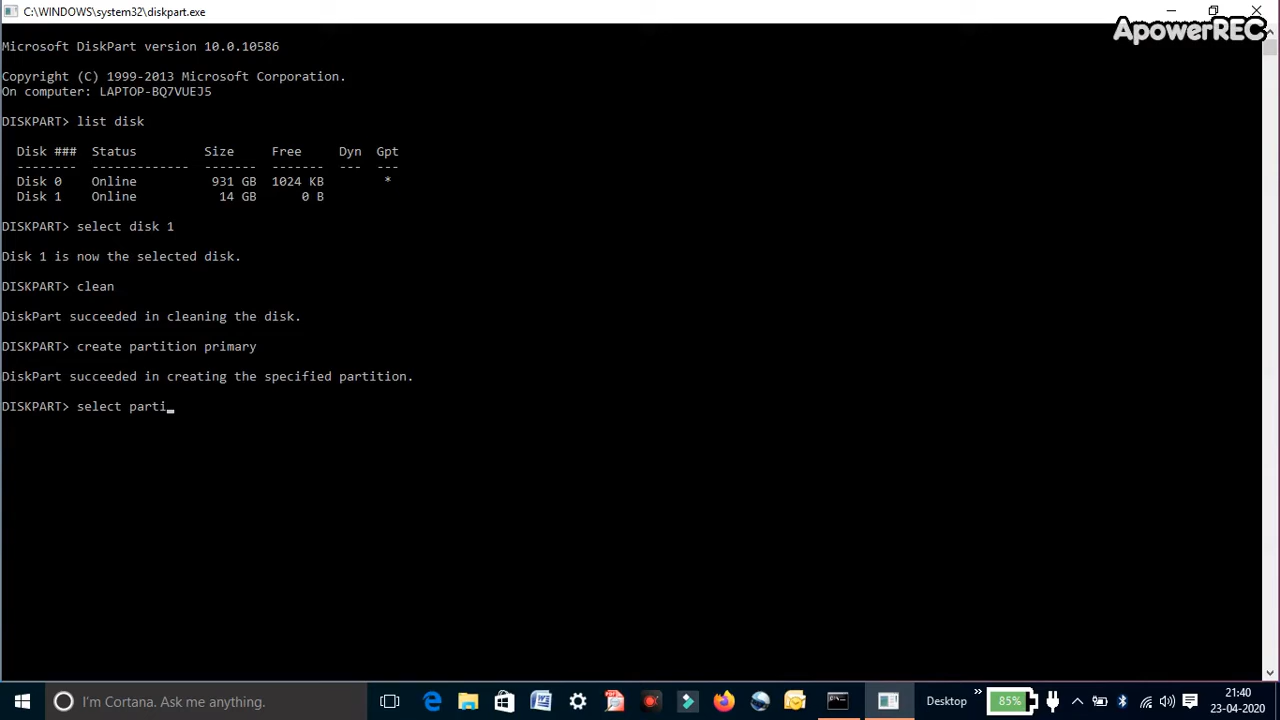 C:\WINDOWS\system32\diskpart.exe
ApowerREC
Microsoft DiskPart version 10.0.10586
Copyright (C) 1999-2013 Microsoft Corporation.
On computer: LAPTOP-BQ7VUEJ5
DISKPART> list disk
Disk ### Status Size Free Dyn Gpt
-------- ------------- ------- ------- --- ---
Disk 0 Online 931 GB 1024 KB *
Disk 1 Online 14 GB 0 B
DISKPART> select disk 1
Disk 1 is now the selected disk.
DISKPART> clean
DiskPart succeeded in cleaning the disk.
DISKPART> create partition primary
DiskPart succeeded in creating the specified partition.
DISKPART> select parti_
I'm Cortana. Ask me anything.
Desktop
85%
21:40
23-04-2020